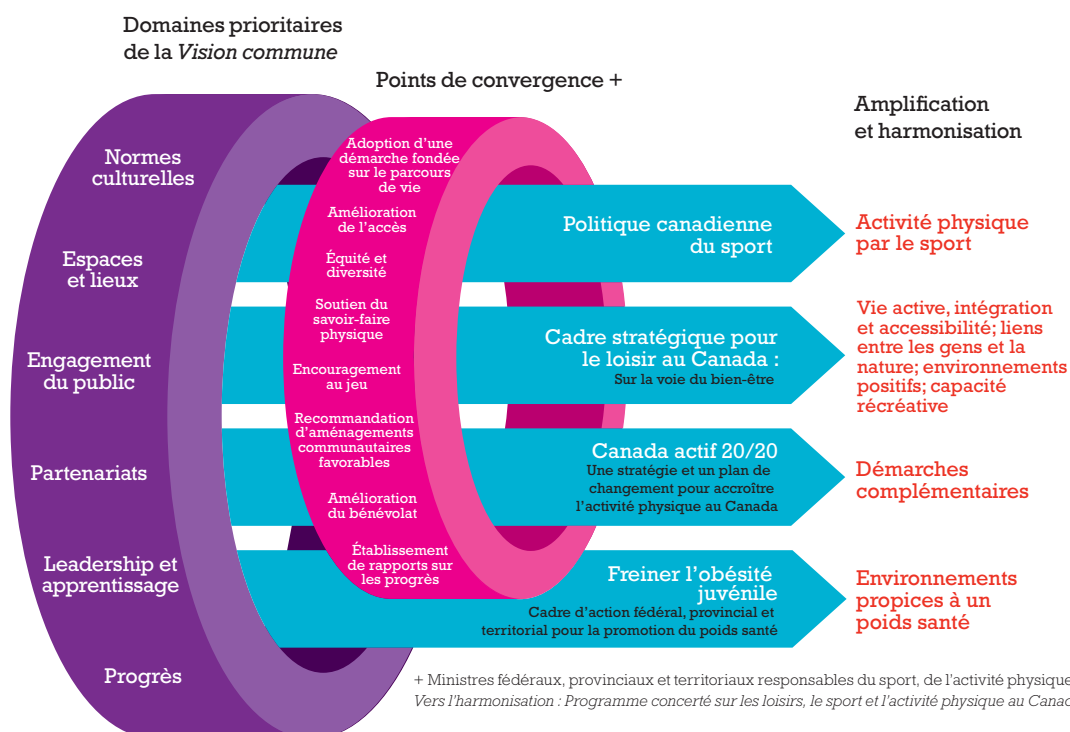 Domaines prioritaires
de la Vision commune
Points de convergence +
Amplification
et harmonisation
Normes
culturelles
Espaces
et lieux
Engagement
du public
Partenariats
Leadership et
apprentissage
Progrès
Adoption d'une
démarche fondée
sur le parcours
de vie
Amélioration
de l'accès
Équité et
diversité
Soutien du
savoir-faire
physique
Encouragement
au jeu
Recommandation
d'aménagements
communautaires
favorables
Amélioration
du bénévolat
Établissement
de rapports sur
les progrès
Politique canadienne
du sport
Cadre stratégique pour
le loisir au Canada :
Sur la voie du bien-être
Canada actif 20/20
Une stratégie et un plan de
changement pour accroître
l'activité physique au Canada
Freiner l'obésité
juvénile
Cadre d'action fédéral, provincial et
territorial pour la promotion du poids santé
Activité physique
par le sport
Vie active, intégration
et accessibilité; liens
entre les gens et la
nature; environnements
positifs; capacité
récréative
Démarches
complémentaires
Environnements
propices à un
poids santé
+ Ministres fédéraux, provinciaux et territoriaux responsables du sport, de l'activité physique
Vers l'harmonisation : Programme concerté sur les loisirs, le sport et l'activité physique au Canad